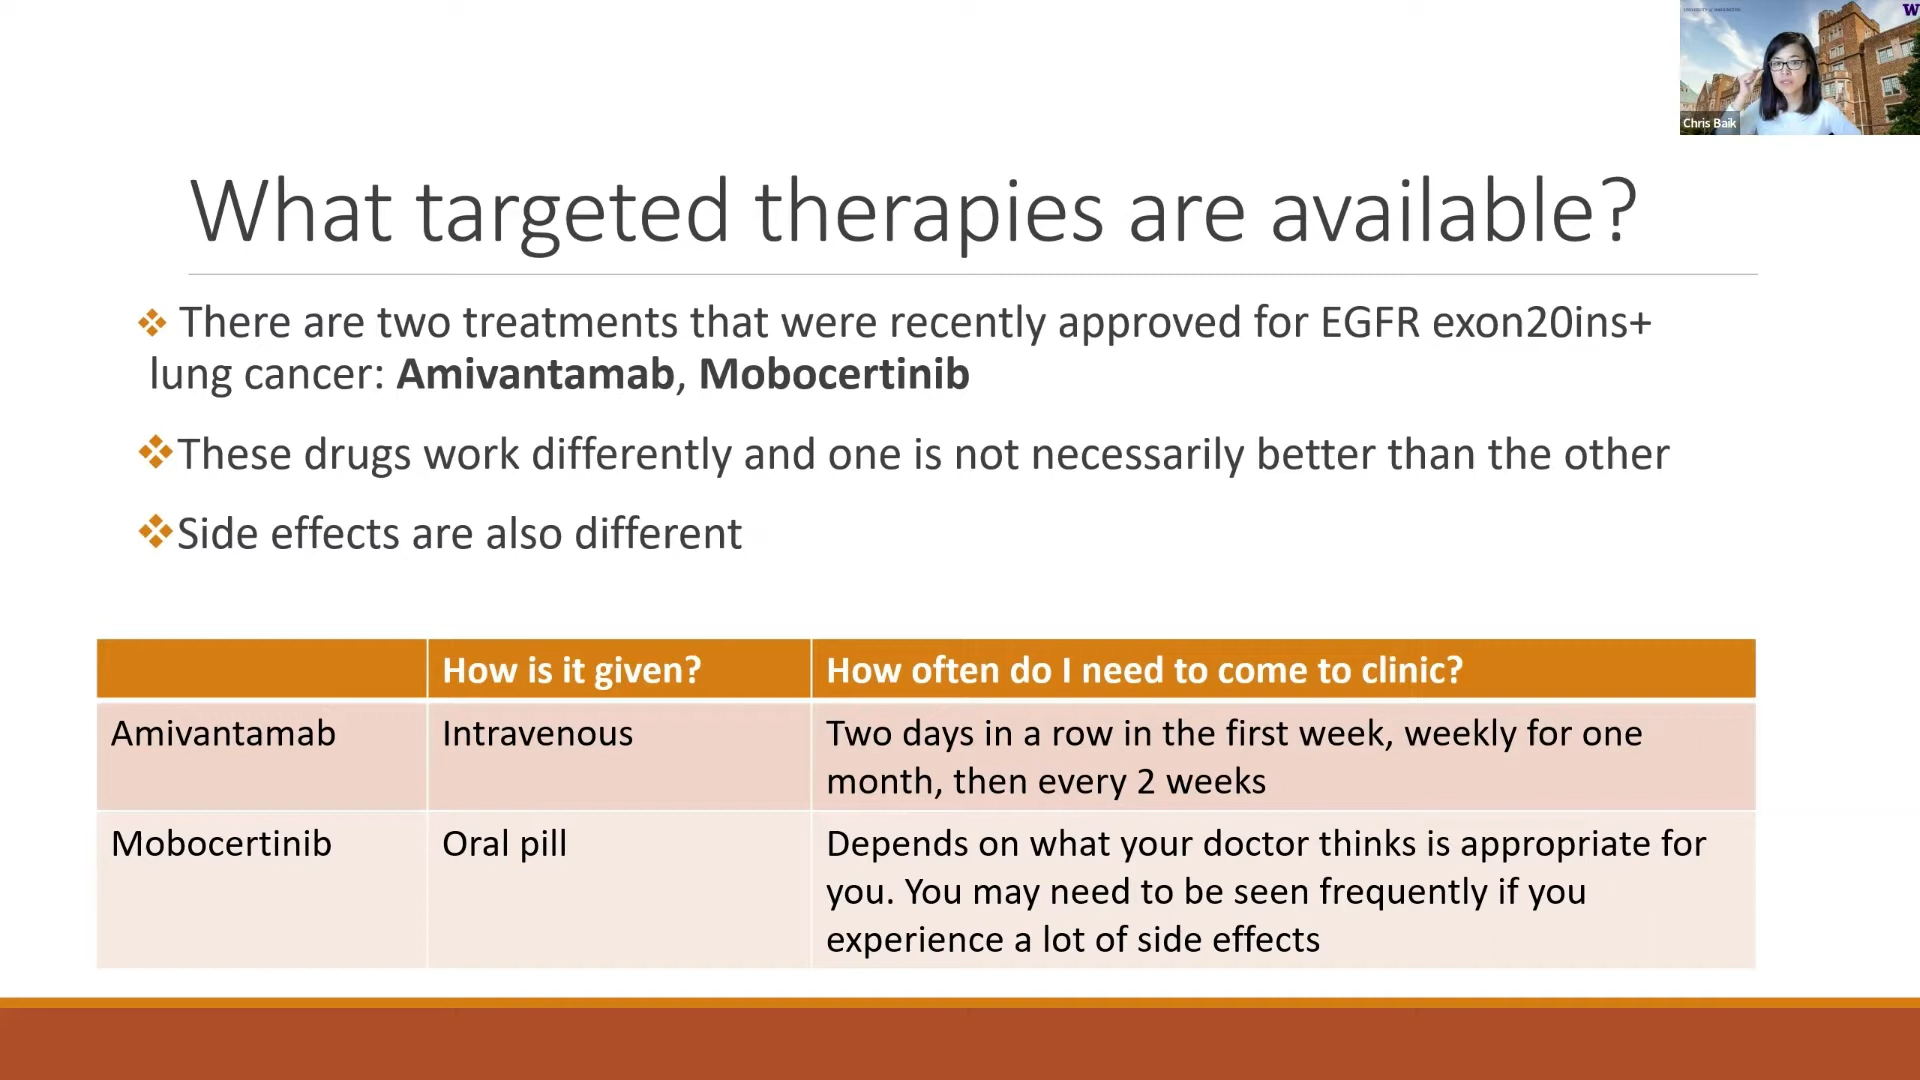 UNIVERSITY of WASHINGTON
W
Chris Baik
What targeted therapies are available?
There are two treatments that were recently approved for EGFR exon20ins+
lung cancer: Amivantamab, Mobocertinib
These drugs work differently and one is not necessarily better than the other
Side effects are also different
How is it given?
How often do I need to come to clinic?
Amivantamab
Intravenous
Two days in a row in the first week, weekly for one
month, then every 2 weeks
Mobocertinib
Oral pill
Depends on what your doctor thinks is appropriate for
you. You may need to be seen frequently if you
experience a lot of side effects